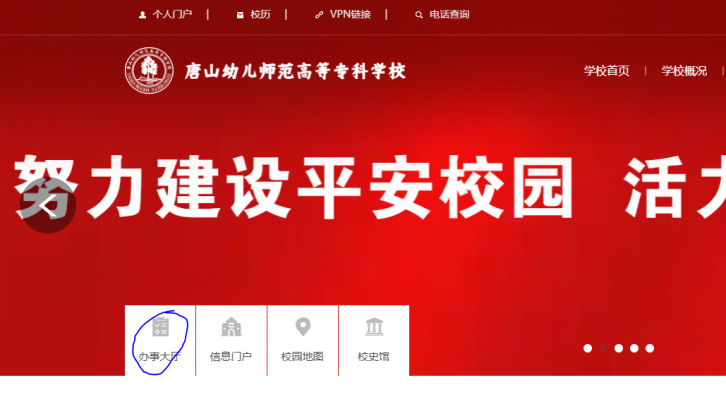 个人门户 | 校历 | VPN链接 | 电话查询
唐山幼儿师范高等专科学校
学校首页 | 学校概况 |
努力建设平安校园 活力
办事大厅 信息门户 校园地图 校史馆